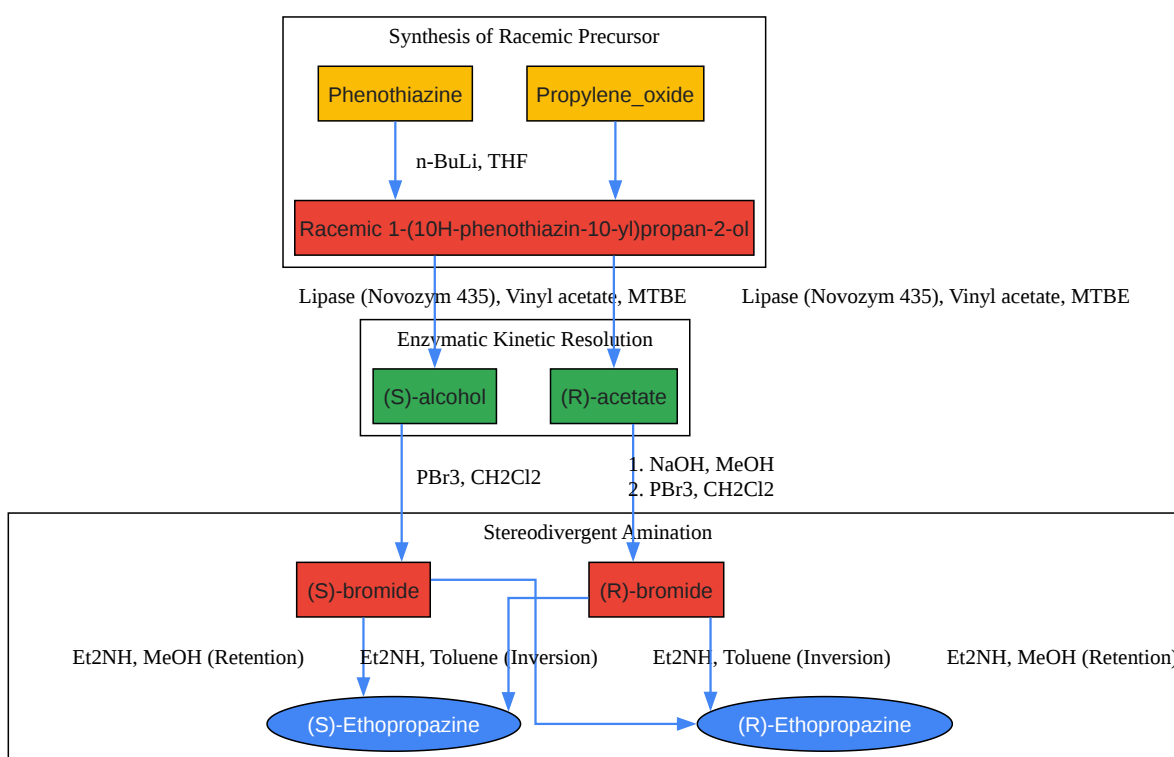 Synthesis of Racemic Precursor
Phenothiazine
Propylene_oxide
n-BuLi, THF
Racemic 1-(10H-phenothiazin-10-yl)propan-2-ol
Lipase (Novozym 435), Vinyl acetate, MTBE
Lipase (Novozym 435), Vinyl acetate, MTBE
Enzymatic Kinetic Resolution
(S)-alcohol
(R)-acetate
PBr3, CH2Cl2
1. NaOH, MeOH
2. PBr3, CH2Cl2
Stereodivergent Amination
(S)-bromide
(R)-bromide
Et2NH, MeOH (Retention)
Et2NH, Toluene (Inversion)
Et2NH, Toluene (Inversion)
Et2NH, MeOH (Retention)
(S)-Ethopropazine
(R)-Ethopropazine